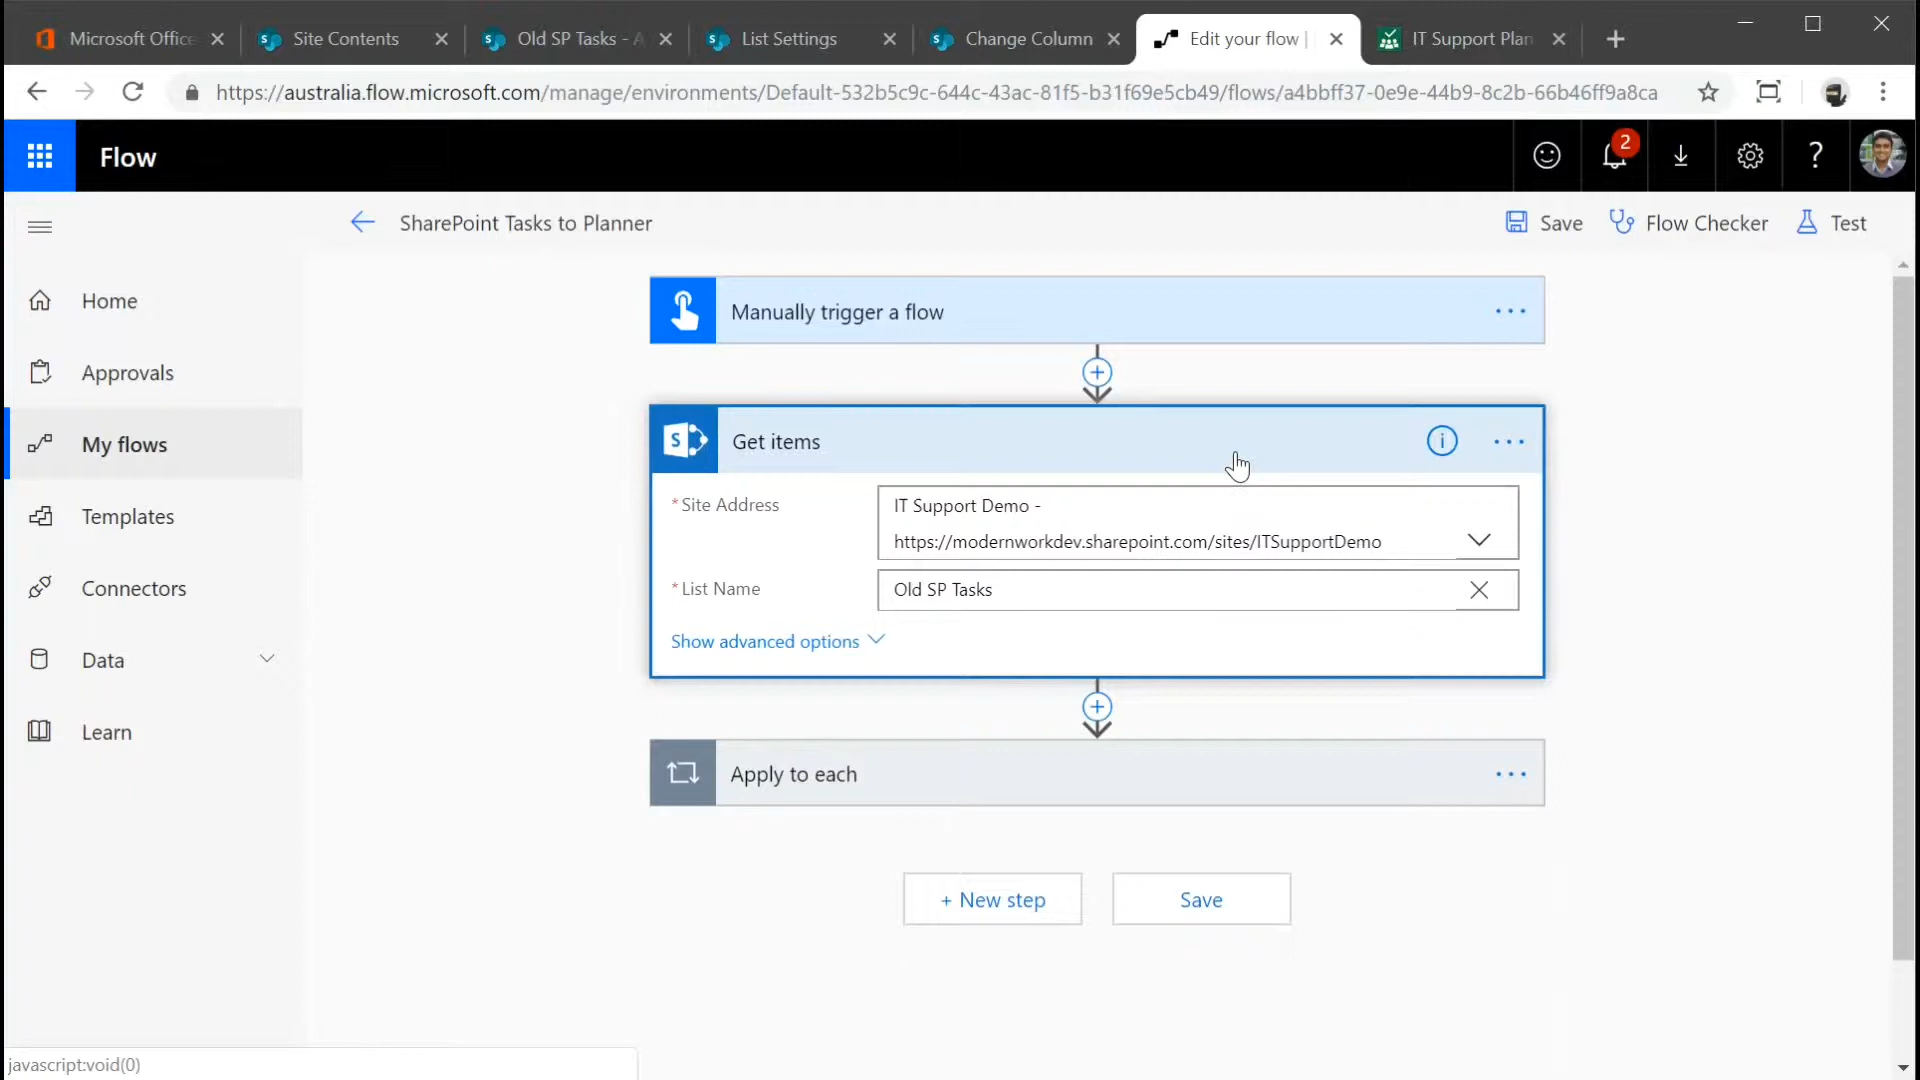 Microsoft Office
Site Contents
Old SP Tasks - A
List Settings
Change Column
Edit your flow |
IT Support Plan
https://australia.flow.microsoft.com/manage/environments/Default-532b5c9c-644c-43ac-81f5-b31f69e5cb49/flows/a4bbff37-0e9e-44b9-8c2b-66b46ff9a8ca
Flow
2
?
SharePoint Tasks to Planner
Save
Flow Checker
Test
Home
Approvals
My flows
Templates
Connectors
Data
Learn
Manually trigger a flow
S
Get items
* Site Address
IT Support Demo -
https://modernworkdev.sharepoint.com/sites/ITSupportDemo
* List Name
Old SP Tasks
Show advanced options
Apply to each
+ New step
Save
javascript:void(0)